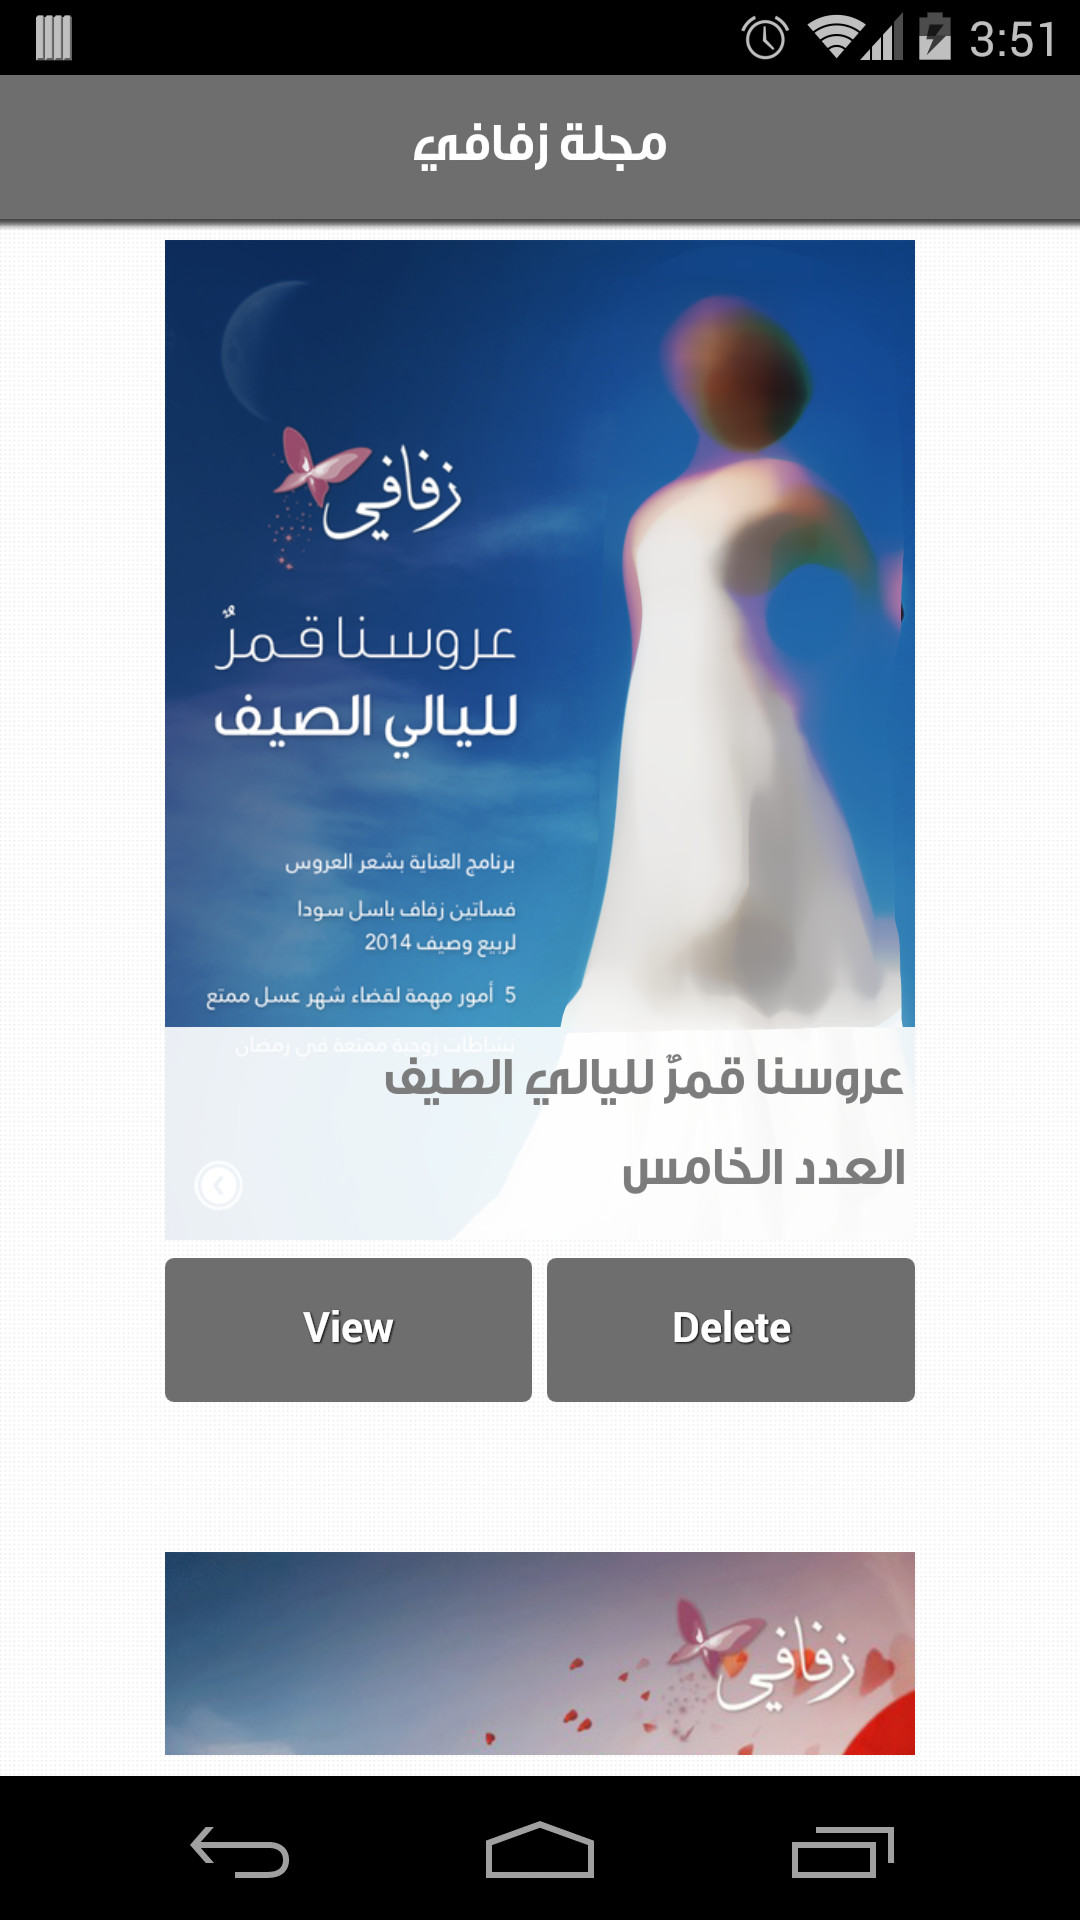 3:51
مجلة زفافي
زفافي
عروسنا قمرٌ
لليالي الصيف
برنامج العناية بشعر العروس
فساتين زفاف باسل سودا
لربيع وصيف 2014
5 أمور مهمة لقضاء شهر عسل ممتع
نشاطات زوجية ممتعة في رمضان
عروسنا قمرٌ لليالي الصيف
العدد الخامس
View
Delete
زفافي